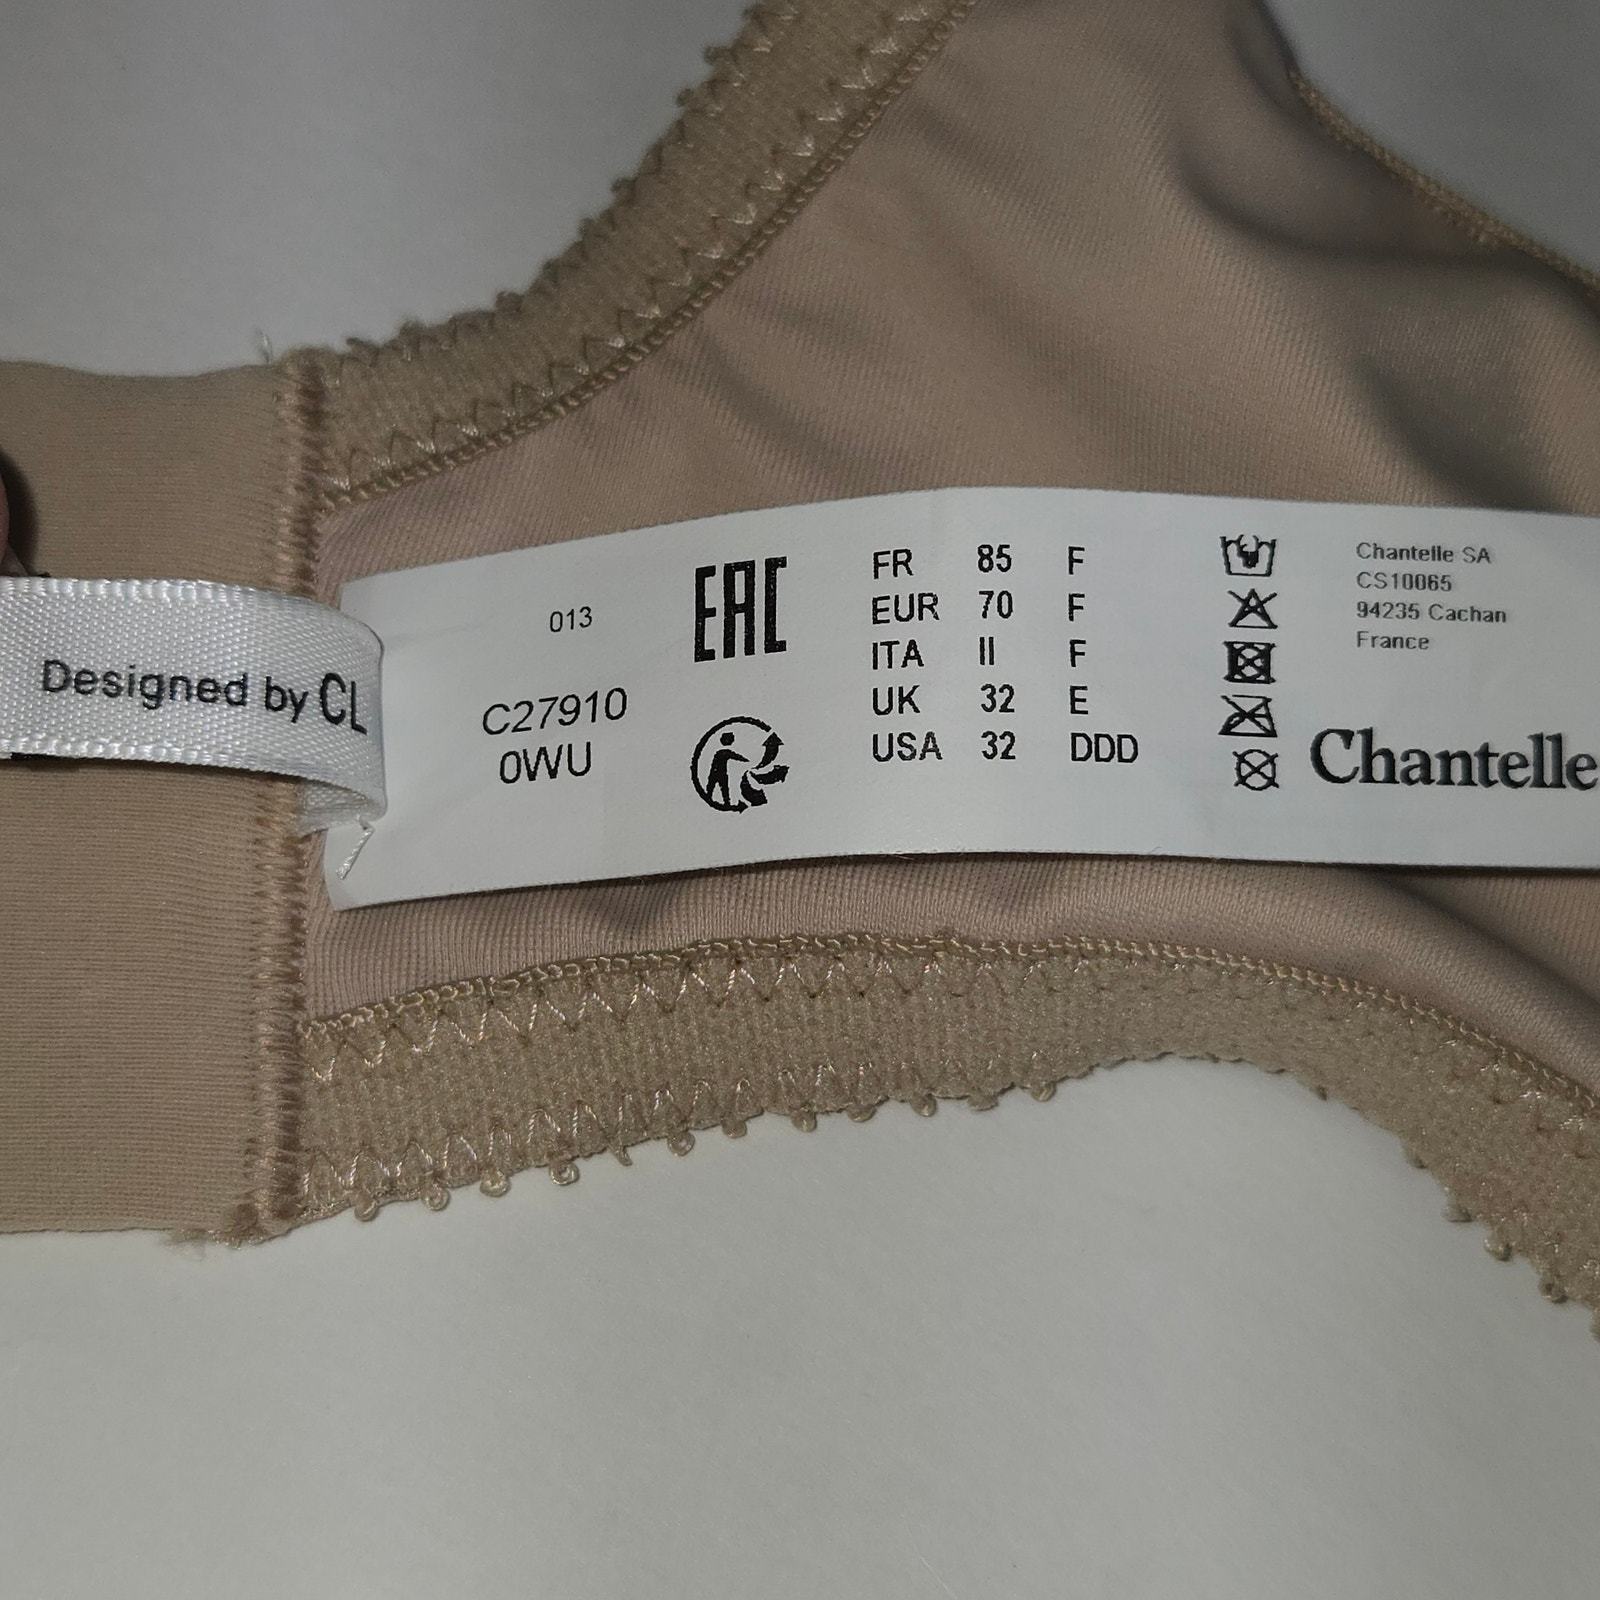 Designed by CL
013
C27910
0WU
EAC
FR 85 F
EUR 70 F
ITA II F
UK 32 E
USA 32 DDD
Chantelle SA
CS10065
94235 Cachan
France
Chantelle